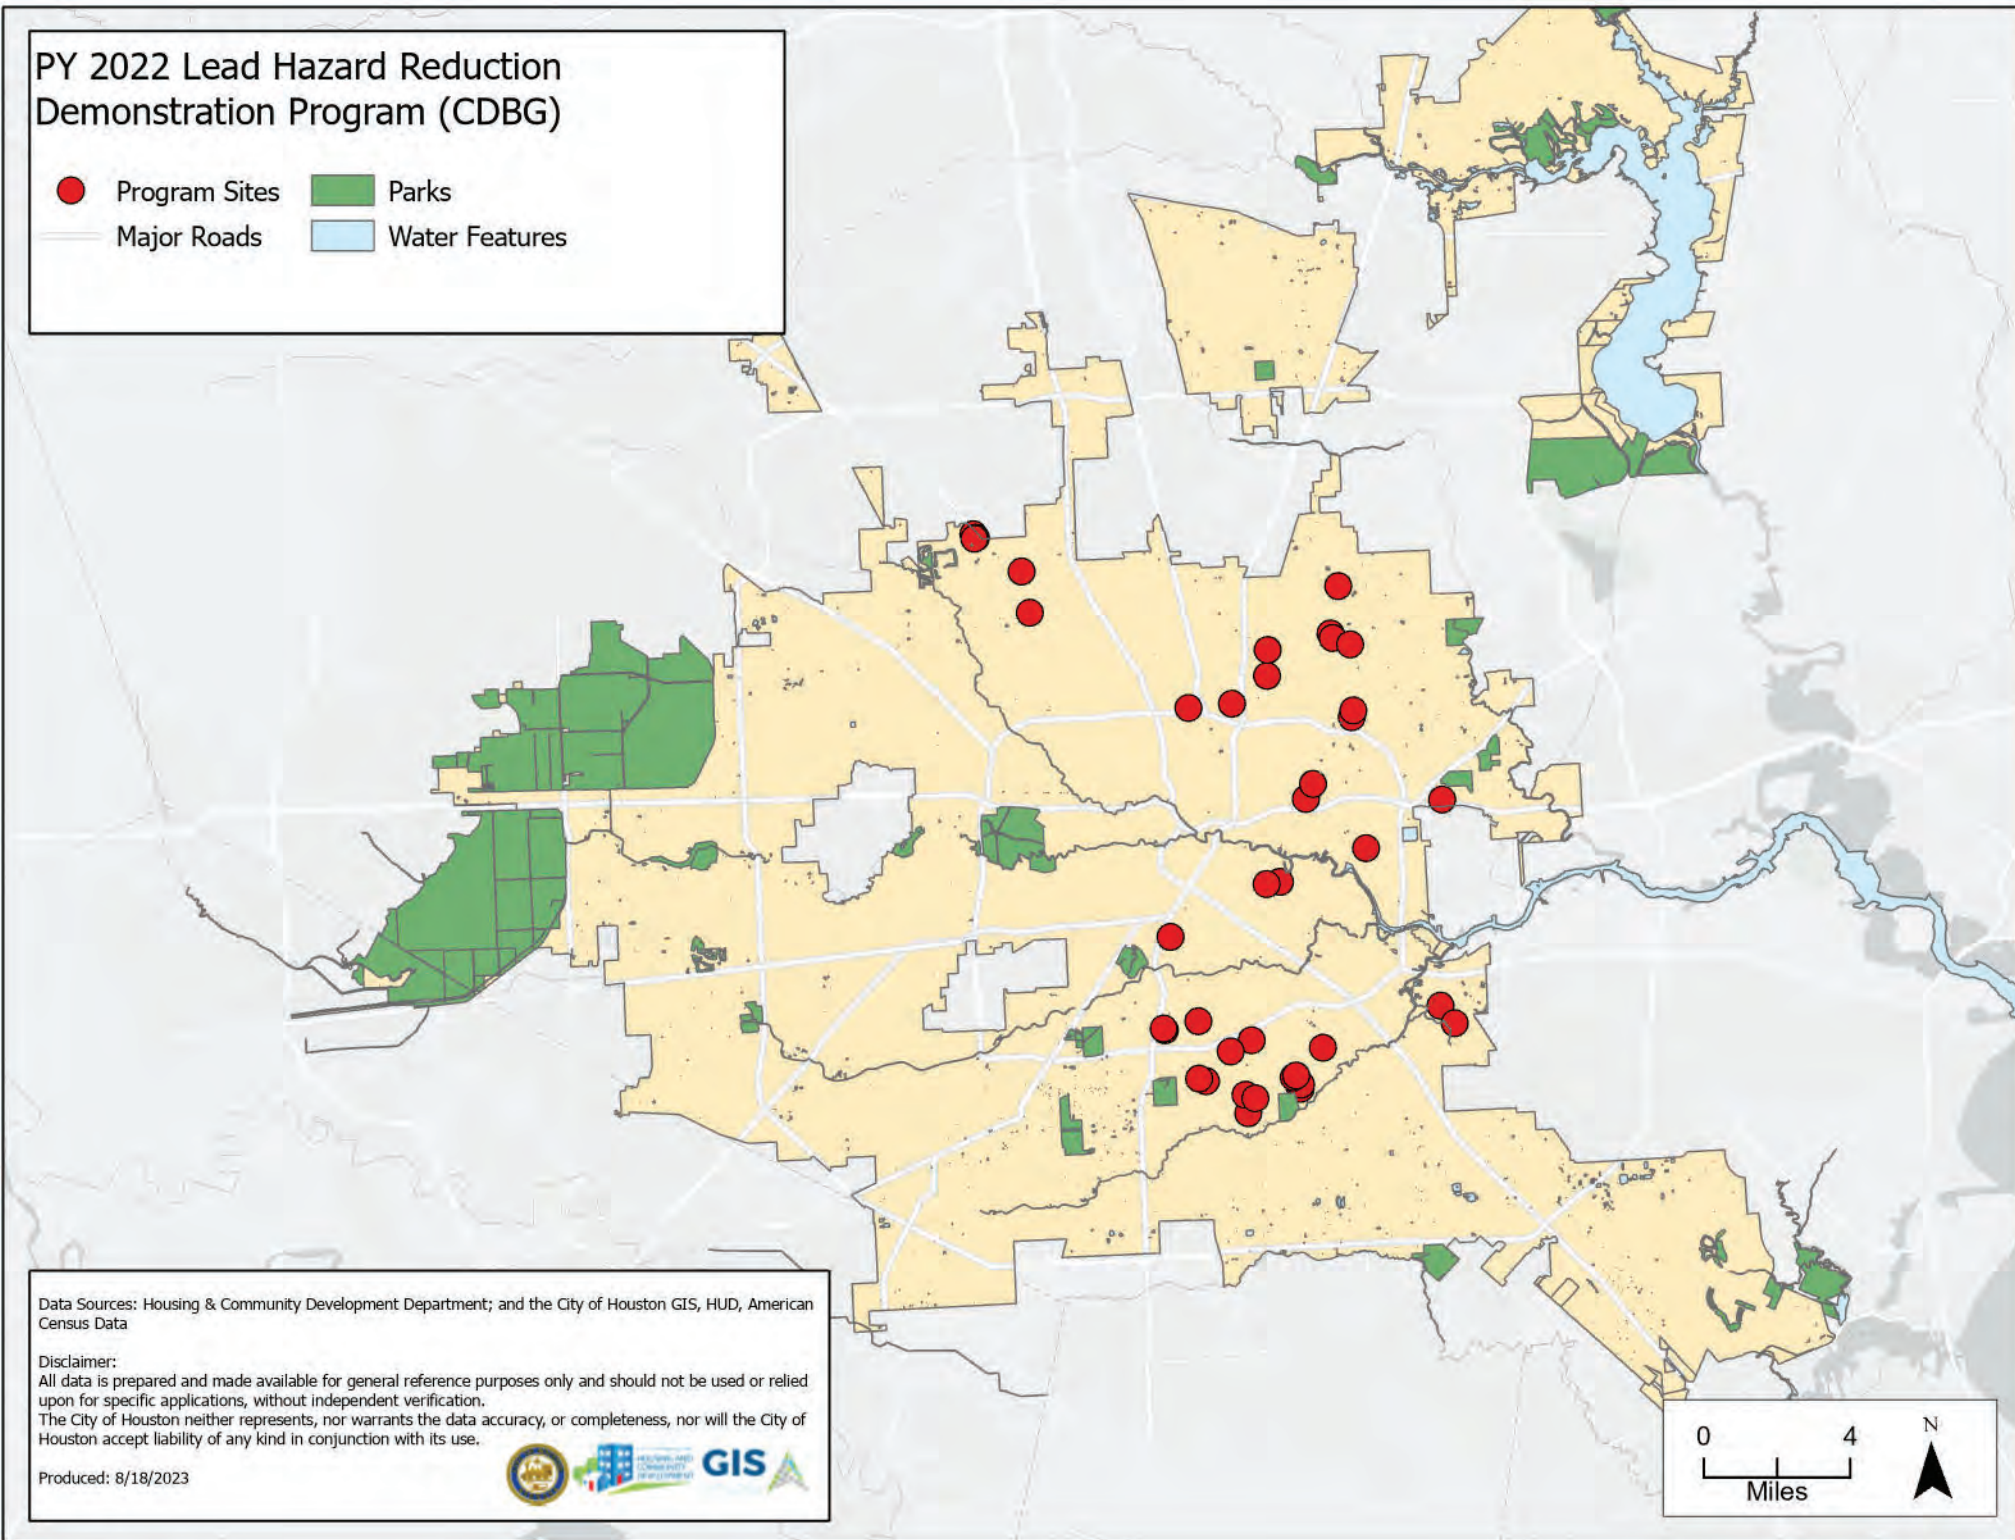 PY 2022 Lead Hazard Reduction
Demonstration Program (CDBG)
Program Sites
Parks
Major Roads
Water Features
Data Sources: Housing & Community Development Department; and the City of Houston GIS, HUD, American
Census Data
Disclaimer:
All data is prepared and made available for general reference purposes only and should not be used or relied
upon for specific applications, without independent verification.
The City of Houston neither represents, nor warrants the data accuracy, or completeness, nor will the City of
Houston accept liability of any kind in conjunction with its use.
HOUSING AND
COMMUNITY
DEVELOPMENT
GIS
Produced: 8/18/2023
N
0 4
Miles